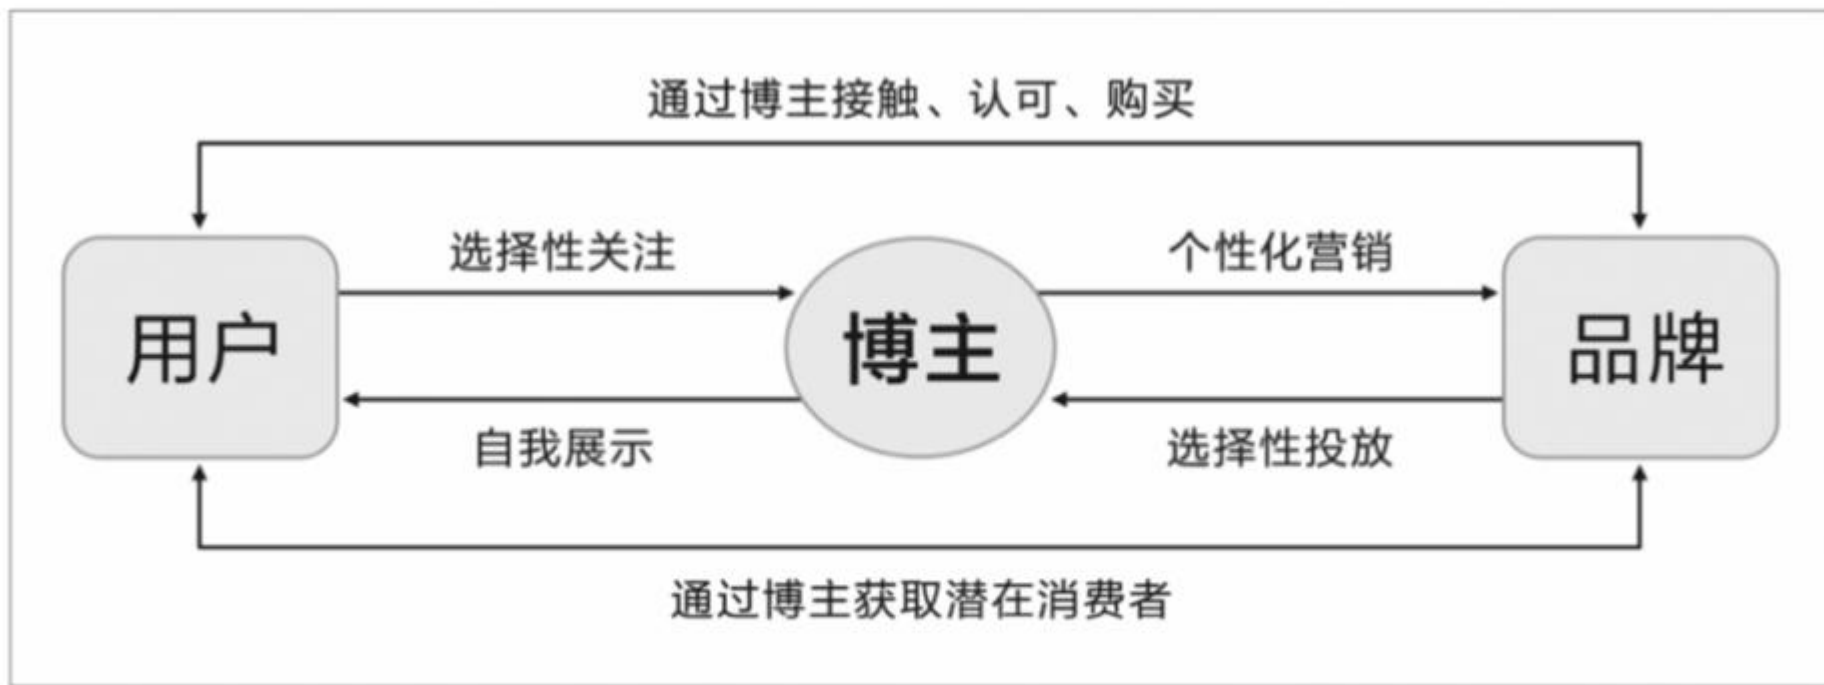 通过博主接触、认可、购买
选择性关注
个性化营销
用户
博主
品牌
自我展示
选择性投放
通过博主获取潜在消费者